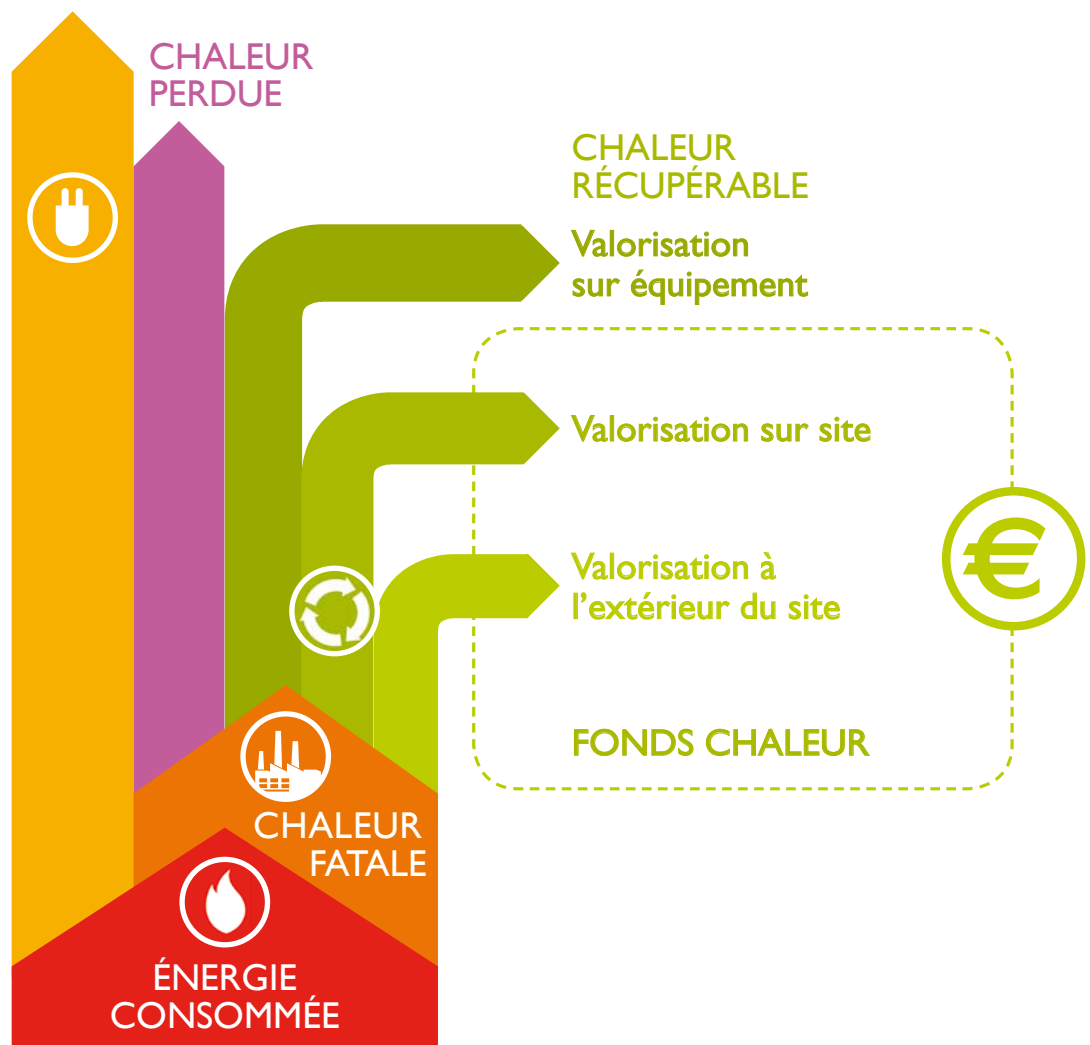 CHALEUR
PERDUE
CHALEUR
RÉCUPÉRABLE
Valorisation
sur équipement
Valorisation sur site
Valorisation à
l'extérieur du site
€
FONDS CHALEUR
CHALEUR
FATALE
ÉNERGIE
CONSOMMÉE